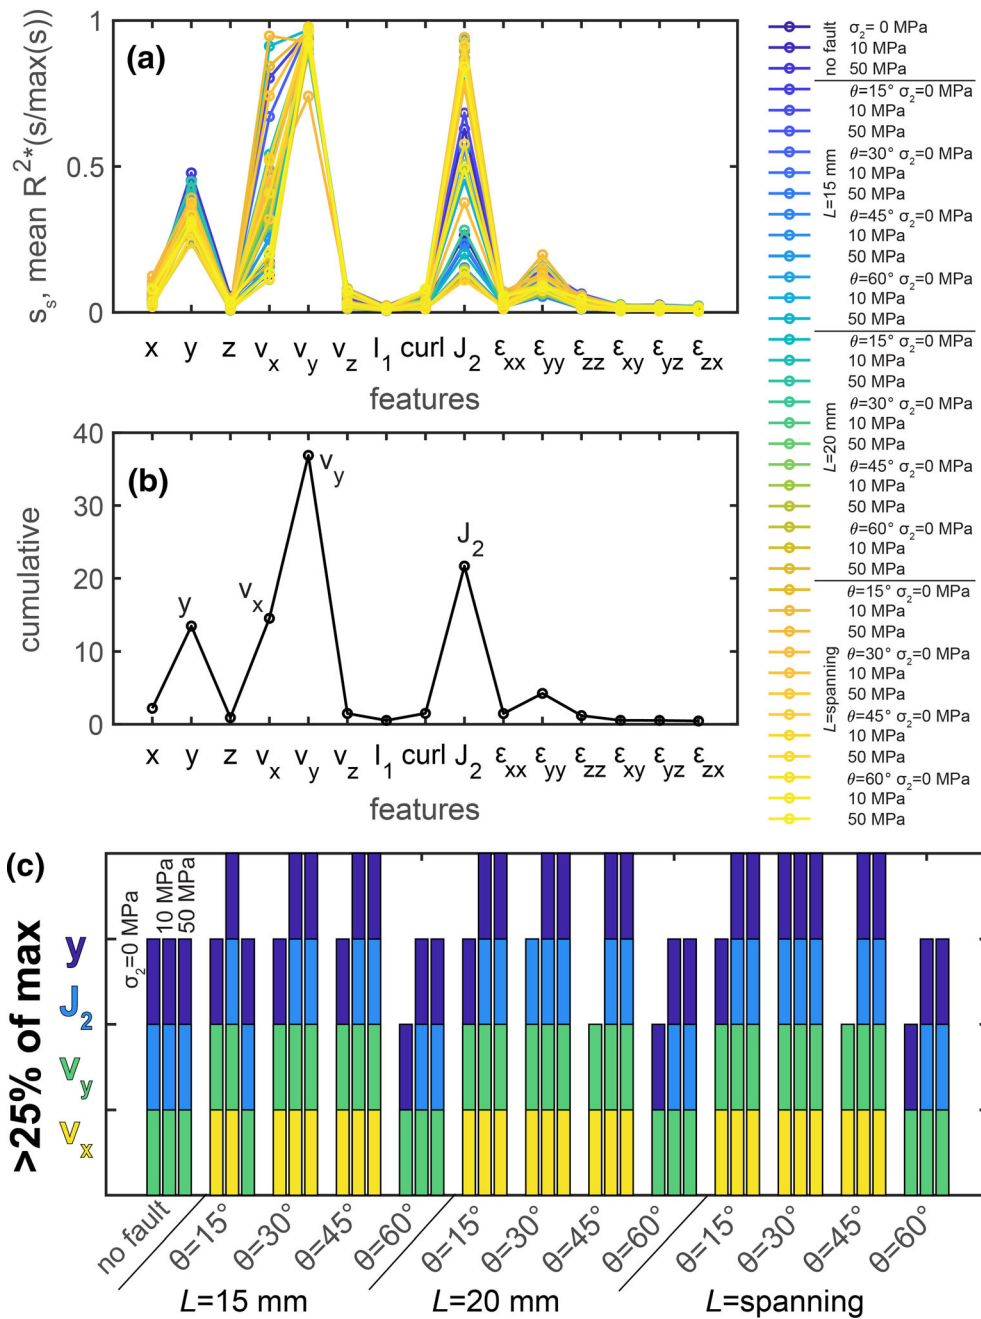 (a)
s_s, mean R^2*(s/max(s))
1
0.5
0
x y z v_x v_y v_z I_1 curl J_2 ε_xx ε_yy ε_zz ε_xy ε_yz ε_zx
features
(b)
cumulative
40
30
20
10
0
y
v_x
v_y
J_2
x y z v_x v_y v_z I_1 curl J_2 ε_xx ε_yy ε_zz ε_xy ε_yz ε_zx
features
no fault
σ_2= 0 MPa
10 MPa
50 MPa
L=15 mm
θ=15° σ_2=0 MPa
10 MPa
50 MPa
θ=30° σ_2=0 MPa
10 MPa
50 MPa
θ=45° σ_2=0 MPa
10 MPa
50 MPa
θ=60° σ_2=0 MPa
10 MPa
50 MPa
L=20 mm
θ=15° σ_2=0 MPa
10 MPa
50 MPa
θ=30° σ_2=0 MPa
10 MPa
50 MPa
θ=45° σ_2=0 MPa
10 MPa
50 MPa
θ=60° σ_2=0 MPa
10 MPa
50 MPa
L=spanning
θ=15° σ_2=0 MPa
10 MPa
50 MPa
θ=30° σ_2=0 MPa
10 MPa
50 MPa
θ=45° σ_2=0 MPa
10 MPa
50 MPa
θ=60° σ_2=0 MPa
10 MPa
50 MPa
(c)
>25% of max
y
J_2
v_y
v_x
σ_2=0 MPa
10 MPa
50 MPa
no fault θ=15° θ=30° θ=45° θ=60° θ=15° θ=30° θ=45° θ=60° θ=15° θ=30° θ=45° θ=60°
L=15 mm L=20 mm L=spanning